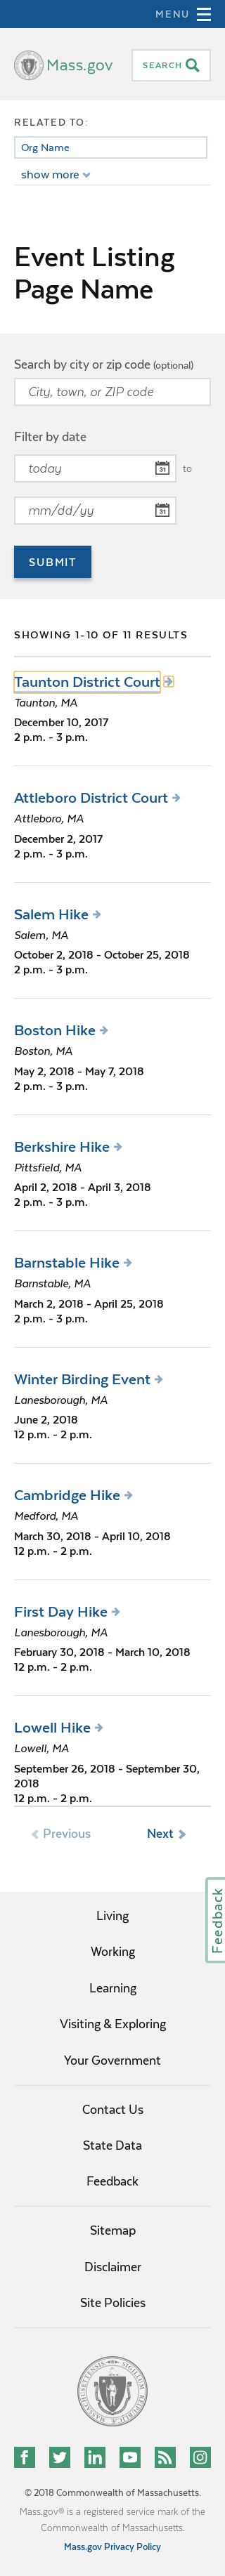 MENU
Mass.gov
SEARCH
RELATED TO:
Org Name
show more
Event Listing
Page Name
Search by city or zip code (optional)
City, town, or ZIP code
Filter by date
today
31
to
mm/dd/yy
31
SUBMIT
SHOWING 1-10 OF 11 RESULTS
Taunton District Court
Taunton, MA
December 10, 2017
2 p.m. - 3 p.m.
Attleboro District Court
Attleboro, MA
December 2, 2017
2 p.m. - 3 p.m.
Salem Hike
Salem, MA
October 2, 2018 - October 25, 2018
2 p.m. - 3 p.m.
Boston Hike
Boston, MA
May 2, 2018 - May 7, 2018
2 p.m. - 3 p.m.
Berkshire Hike
Pittsfield, MA
April 2, 2018 - April 3, 2018
2 p.m. - 3 p.m.
Barnstable Hike
Barnstable, MA
March 2, 2018 - April 25, 2018
2 p.m. - 3 p.m.
Winter Birding Event
Lanesborough, MA
June 2, 2018
12 p.m. - 2 p.m.
Cambridge Hike
Medford, MA
March 30, 2018 - April 10, 2018
12 p.m. - 2 p.m.
First Day Hike
Lanesborough, MA
February 30, 2018 - March 10, 2018
12 p.m. - 2 p.m.
Lowell Hike
Lowell, MA
September 26, 2018 - September 30,
2018
12 p.m. - 2 p.m.
Previous
Next
Feedback
Living
Working
Learning
Visiting & Exploring
Your Government
Contact Us
State Data
Feedback
Sitemap
Disclaimer
Site Policies
© 2018 Commonwealth of Massachusetts.
Mass.gov® is a registered service mark of the
Commonwealth of Massachusetts.
Mass.gov Privacy Policy